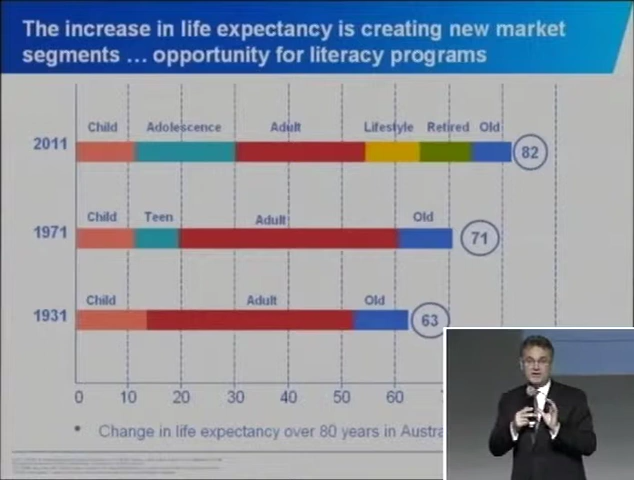 The increase in life expectancy is creating new market
segments ... opportunity for literacy programs
Child Adolescence Adult Lifestyle Retired Old
2011 82
Child Teen Adult Old
1971 71
Child Adult Old
1931 63
0 10 20 30 40 50 60
• Change in life expectancy over 80 years in